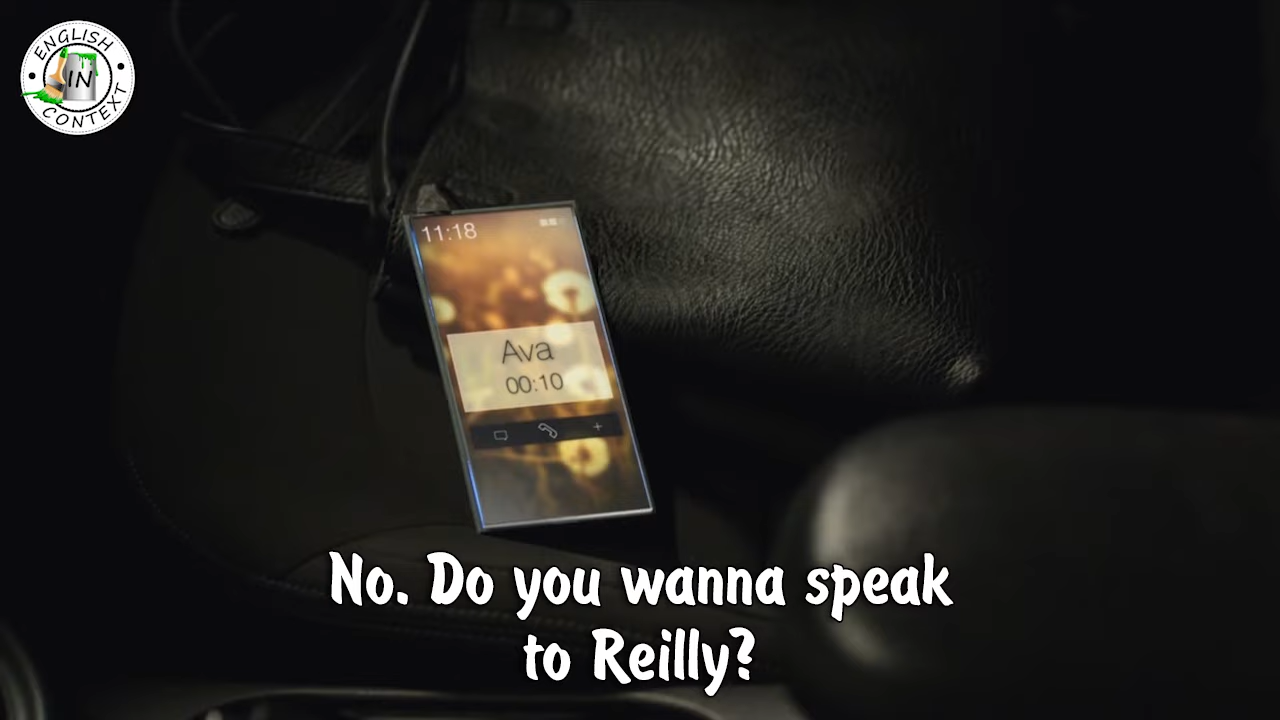 ENGLISH
IN
CONTEXT
11:18
Ava
00:10
No. Do you wanna speak
to Reilly?